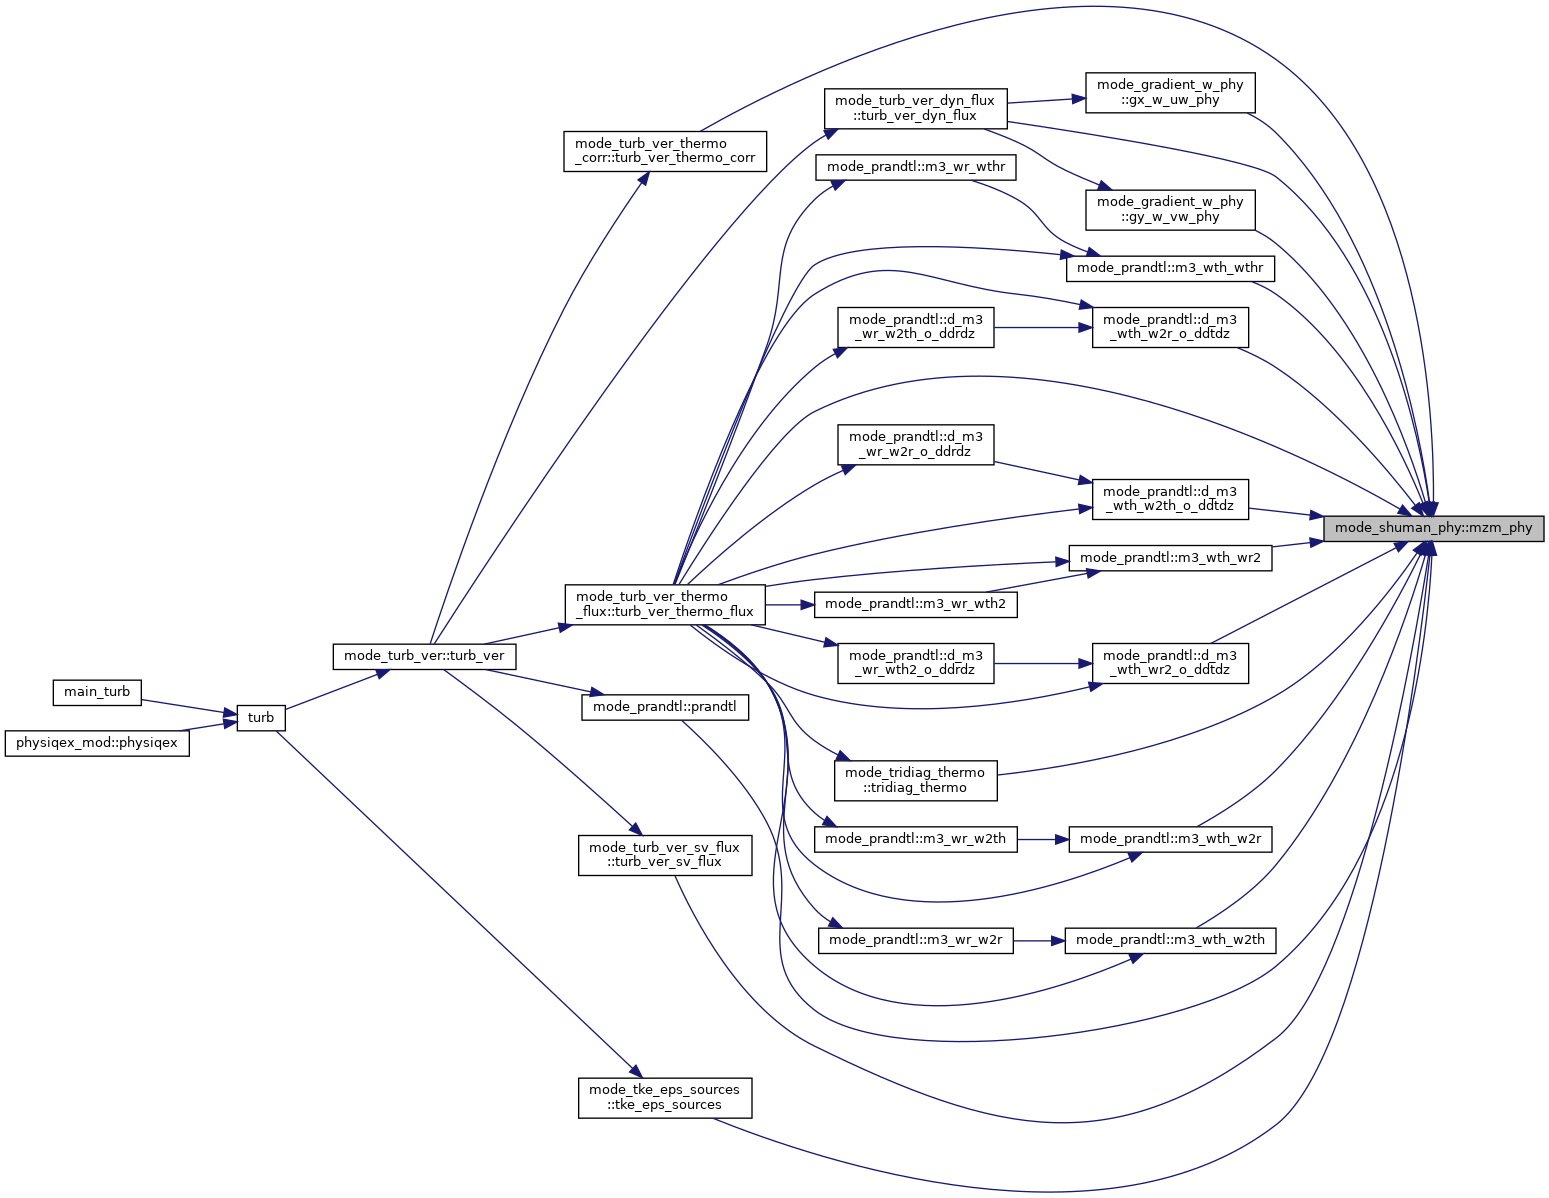 mode_gradient_w_phy
::gx_w_uw_phy
mode_turb_ver_dyn_flux
::turb_ver_dyn_flux
mode_turb_ver_thermo
_corr::turb_ver_thermo_corr
mode_prandtl::m3_wr_wthr
mode_gradient_w_phy
::gy_w_vw_phy
mode_prandtl::m3_wth_wthr
mode_prandtl::d_m3
_wr_w2th_o_ddrdz
mode_prandtl::d_m3
_wth_w2r_o_ddtdz
mode_prandtl::d_m3
_wr_w2r_o_ddrdz
mode_prandtl::d_m3
_wth_w2th_o_ddtdz
mode_shuman_phy::mzm_phy
mode_prandtl::m3_wth_wr2
mode_turb_ver_thermo
_flux::turb_ver_thermo_flux
mode_prandtl::m3_wr_wth2
mode_turb_ver::turb_ver
mode_prandtl::d_m3
_wr_wth2_o_ddrdz
mode_prandtl::d_m3
_wth_wr2_o_ddtdz
main_turb
mode_prandtl::prandtl
turb
physiqex_mod::physiqex
mode_tridiag_thermo
::tridiag_thermo
mode_prandtl::m3_wr_w2th
mode_prandtl::m3_wth_w2r
mode_turb_ver_sv_flux
::turb_ver_sv_flux
mode_prandtl::m3_wr_w2r
mode_prandtl::m3_wth_w2th
mode_tke_eps_sources
::tke_eps_sources